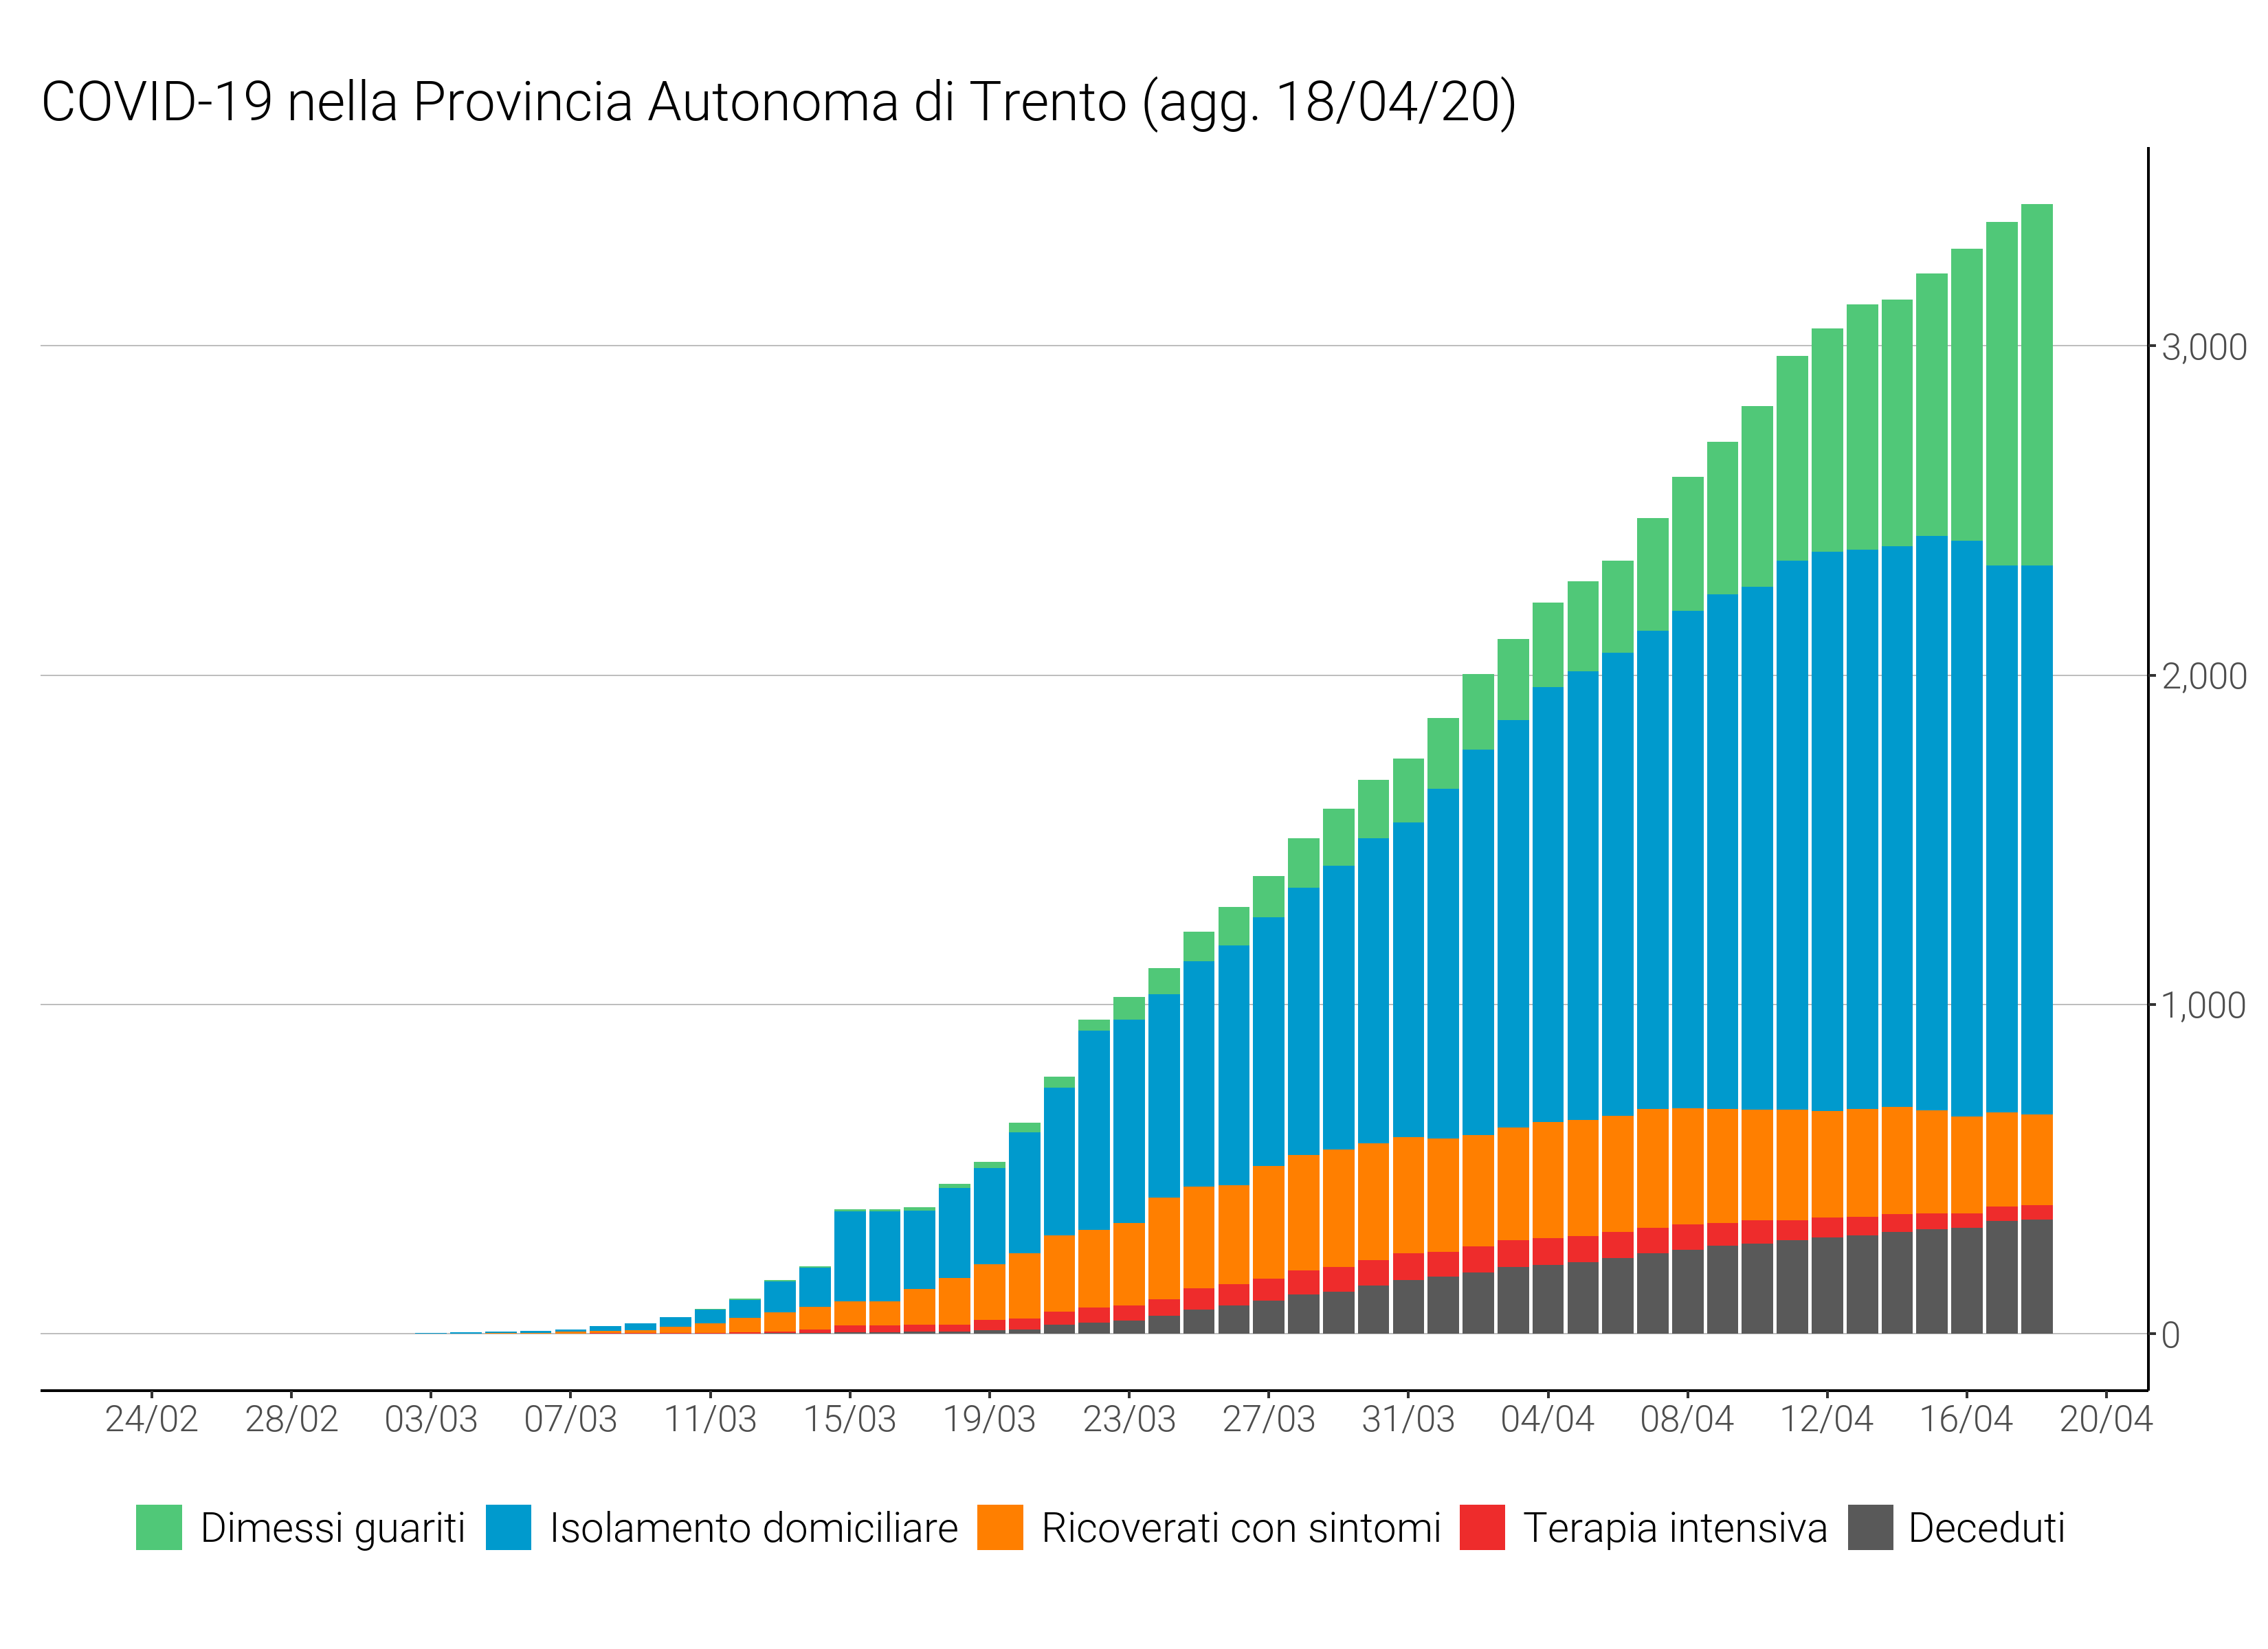 COVID-19 nella Provincia Autonoma di Trento (agg. 18/04/20)
3,000
2,000
1,000
0
24/02 28/02 03/03 07/03 11/03 15/03 19/03 23/03 27/03 31/03 04/04 08/04 12/04 16/04 20/04
Dimessi guariti Isolamento domiciliare Ricoverati con sintomi Terapia intensiva Deceduti